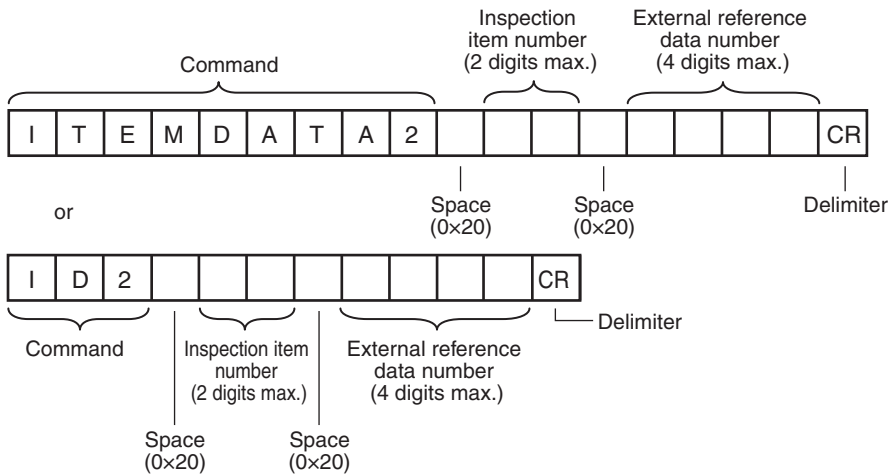 Command
Inspection
item number
(2 digits max.)
External reference
data number
(4 digits max.)
I T E M D A T A 2 CR
Space
(0×20)
Space
(0×20)
Delimiter
or
I D 2 CR
Delimiter
Command
Inspection item
number
(2 digits max.)
External reference
data number
(4 digits max.)
Space
(0×20)
Space
(0×20)